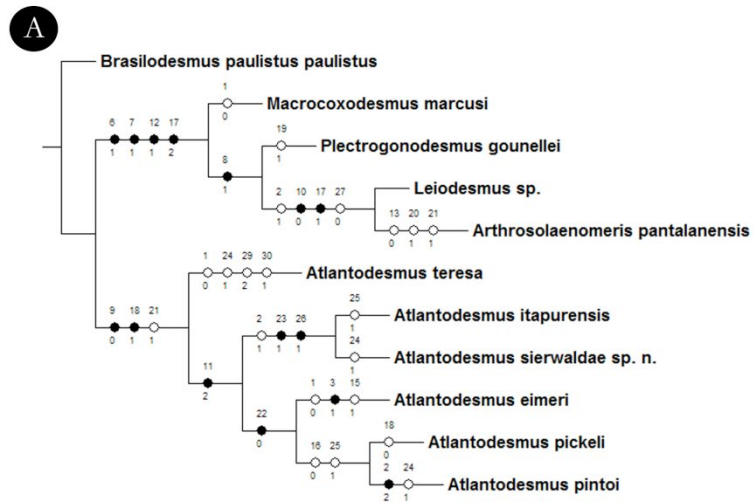 A
Brasilodesmus paulistus paulistus
1
0
Macrocoxodesmus marcusi
6 7 12 17
1 1 1 2
19
1
Plectrogonodesmus gounellei
8
1
Leiodesmus sp.
2 10 17 27
1 0 1 0
13 20 21
0 1 1
Arthrosolaenomeris pantalanensis
1 24 29 30
0 1 2 1
Atlantodesmus teresa
9 18 21
0 1 1
25
1
Atlantodesmus itapurensis
2 23 26
1 1 1
24
1
Atlantodesmus sierwaldae sp. n.
11
2
1 3 15
0 1 1
Atlantodesmus eimeri
22
0
18
0
Atlantodesmus pickeli
16 25
0 1
2 24
2 1
Atlantodesmus pintoi